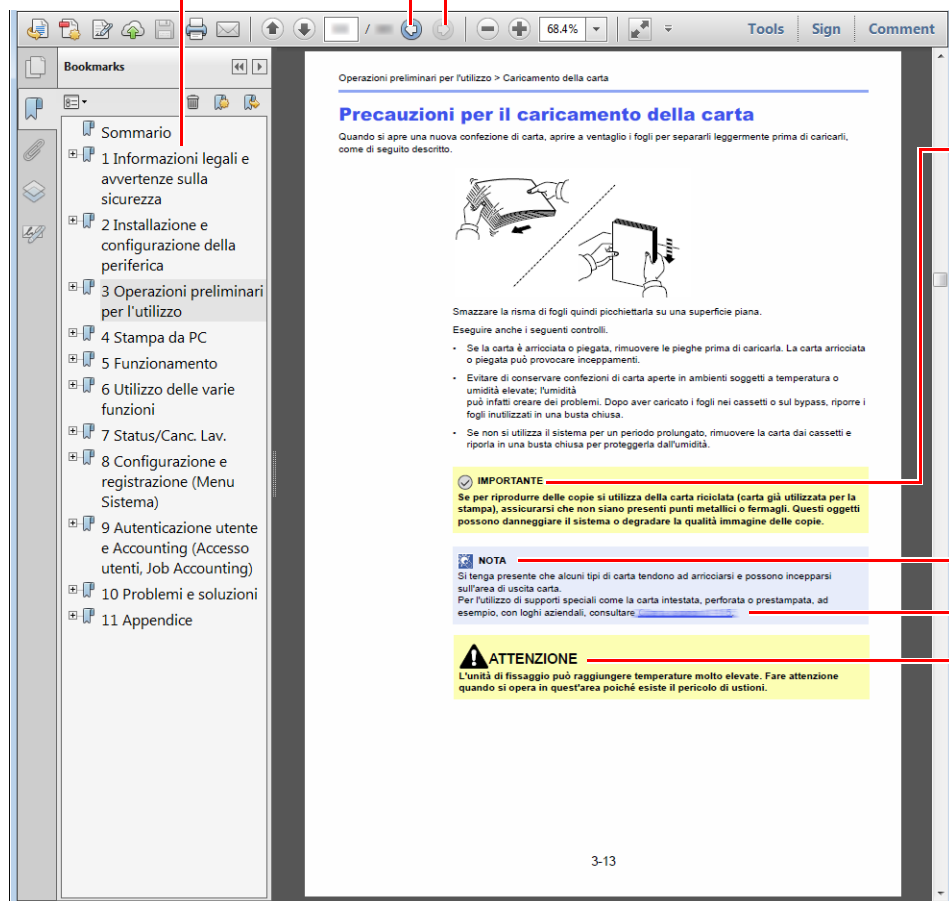 /
68.4%
Tools
Sign
Comment
Bookmarks
Sommario
1 Informazioni legali e
avvertenze sulla
sicurezza
2 Installazione e
configurazione della
periferica
3 Operazioni preliminari
per l'utilizzo
4 Stampa da PC
5 Funzionamento
6 Utilizzo delle varie
funzioni
7 Status/Canc. Lav.
8 Configurazione e
registrazione (Menu
Sistema)
9 Autenticazione utente
e Accounting (Accesso
utenti, Job Accounting)
10 Problemi e soluzioni
11 Appendice
Operazioni preliminari per l'utilizzo > Caricamento della carta
Precauzioni per il caricamento della carta
Quando si apre una nuova confezione di carta, aprire a ventaglio i fogli per separarli leggermente prima di caricarli,
come di seguito descritto.
Smazzare la risma di fogli quindi picchiettarla su una superficie piana.
Eseguire anche i seguenti controlli.
• Se la carta è arricciata o piegata, rimuovere le pieghe prima di caricarla. La carta arricciata
o piegata può provocare inceppamenti.
• Evitare di conservare confezioni di carta aperte in ambienti soggetti a temperatura o
umidità elevate; l'umidità
può infatti creare dei problemi. Dopo aver caricato i fogli nei cassetti o sul bypass, riporre i
fogli inutilizzati in una busta chiusa.
• Se non si utilizza il sistema per un periodo prolungato, rimuovere la carta dai cassetti e
riporla in una busta chiusa per proteggerla dall'umidità.
IMPORTANTE
Se per riprodurre delle copie si utilizza della carta riciclata (carta già utilizzata per la
stampa), assicurarsi che non siano presenti punti metallici o fermagli. Questi oggetti
possono danneggiare il sistema o degradare la qualità immagine delle copie.
NOTA
Si tenga presente che alcuni tipi di carta tendono ad arricciarsi e possono incepparsi
sull'area di uscita carta.
Per l'utilizzo di supporti speciali come la carta intestata, perforata o prestampata, ad
esempio, con loghi aziendali, consultare
ATTENZIONE
L'unità di fissaggio può raggiungere temperature molto elevate. Fare attenzione
quando si opera in quest'area poiché esiste il pericolo di ustioni.
3-13